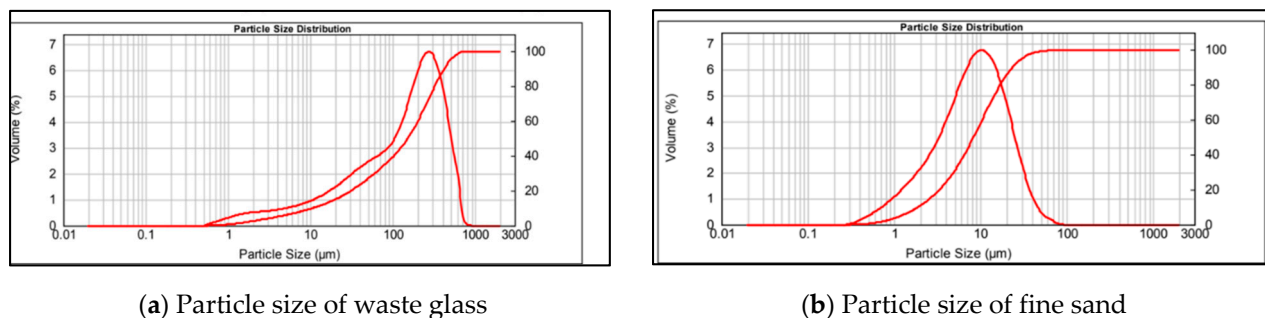 Particle Size Distribution
Volume (%)
7
6
5
4
3
2
1
0
100
80
60
40
20
0
0.01 0.1 1 10 100 1000 3000
Particle Size (µm)
(a) Particle size of waste glass
Particle Size Distribution
Volume (%)
7
6
5
4
3
2
1
0
100
80
60
40
20
0
0.01 0.1 1 10 100 1000 3000
Particle Size (µm)
(b) Particle size of fine sand